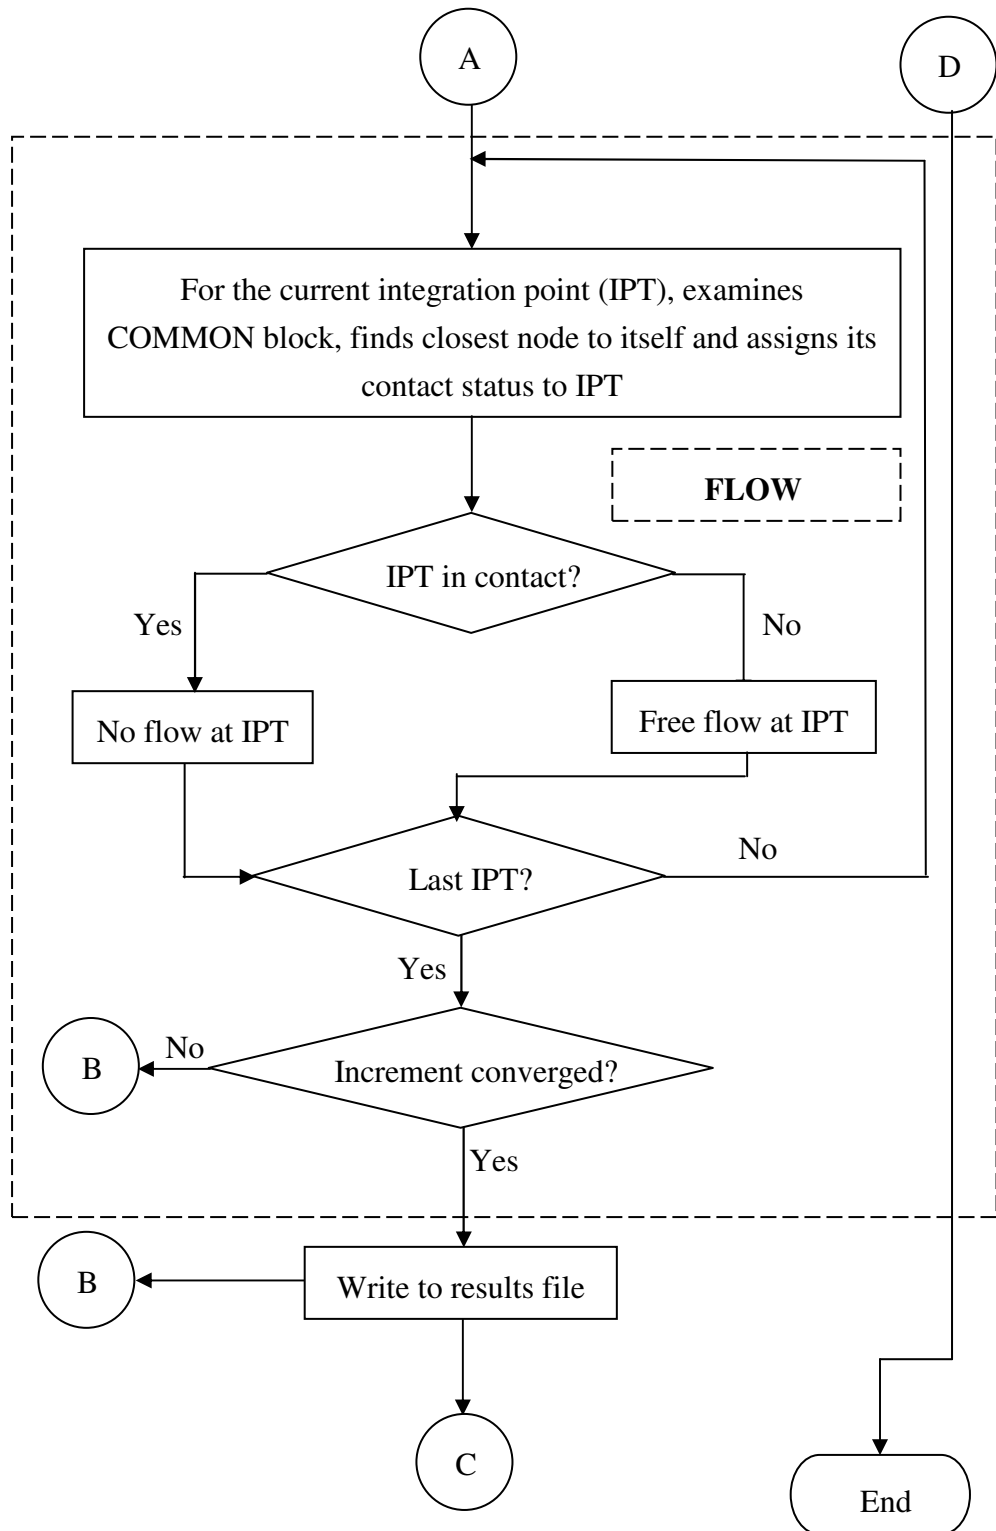 A
D
For the current integration point (IPT), examines
COMMON block, finds closest node to itself and assigns its
contact status to IPT
FLOW
IPT in contact?
Yes
No
No flow at IPT
Free flow at IPT
Last IPT?
No
Yes
B
No
Increment converged?
Yes
B
Write to results file
C
End